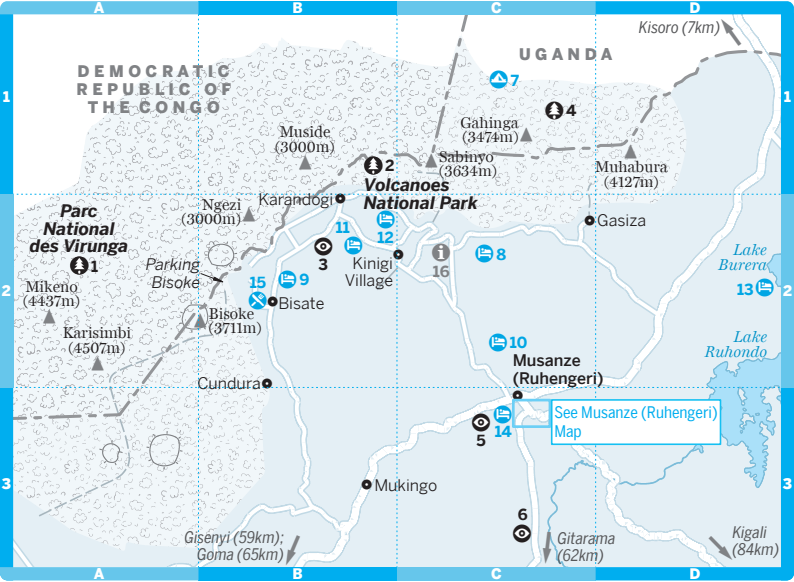 A
B
C
D
Kisoro (7km)
UGANDA
DEMOCRATIC
REPUBLIC OF
THE CONGO
7
1
1
4
Gahinga
(3474m)
Muside
(3000m)
2
Sabinyo
(3634m)
Muhabura
(4127m)
Volcanoes
National Park
Karandogi
Ngezi
(3000m)
Parc
National
des Virunga
Gasiza
11
12
3
Kinigi
Village
16
8
Lake
Burera
1
Parking
Bisoke
Mikeno
(4437m)
15
9
2
2
13
Bisate
Bisoke
(3711m)
Karisimbi
(4507m)
10
Lake
Ruhondo
Musanze
(Ruhengeri)
Cundura
See Musanze (Ruhengeri)
Map
5
14
3
3
Mukingo
6
Gisenyi (59km);
Goma (65km)
Gitarama
(62km)
Kigali
(84km)
A
B
C
D